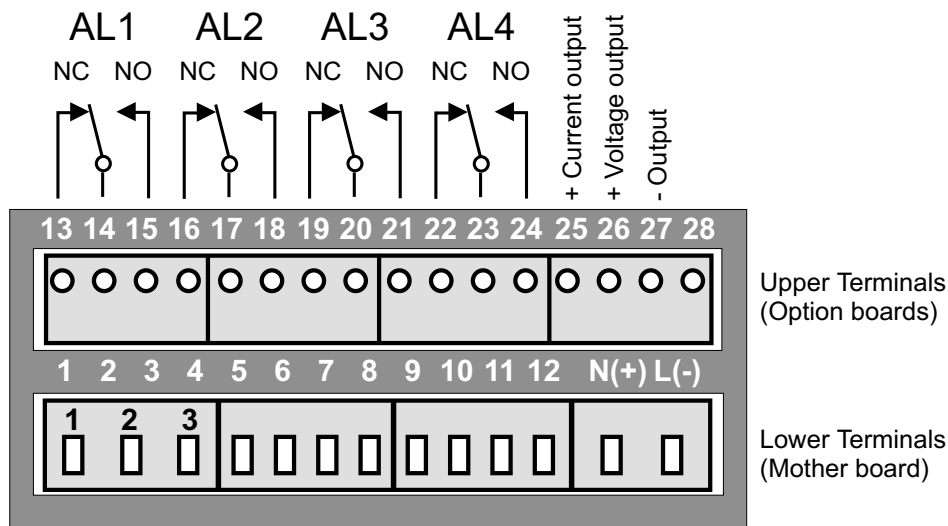 AL1 AL2 AL3 AL4
NC NO NC NO NC NO NC NO
+ Current output
+ Voltage output
- Output
13 14 15 16 17 18 19 20 21 22 23 24 25 26 27 28
Upper Terminals
(Option boards)
1 2 3 4 5 6 7 8 9 10 11 12 N(+) L(-)
1 2 3
Lower Terminals
(Mother board)